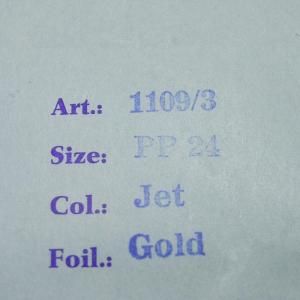 Art.: 1109/3
Size: PP 24
Col.: Jet
Foil.: Gold